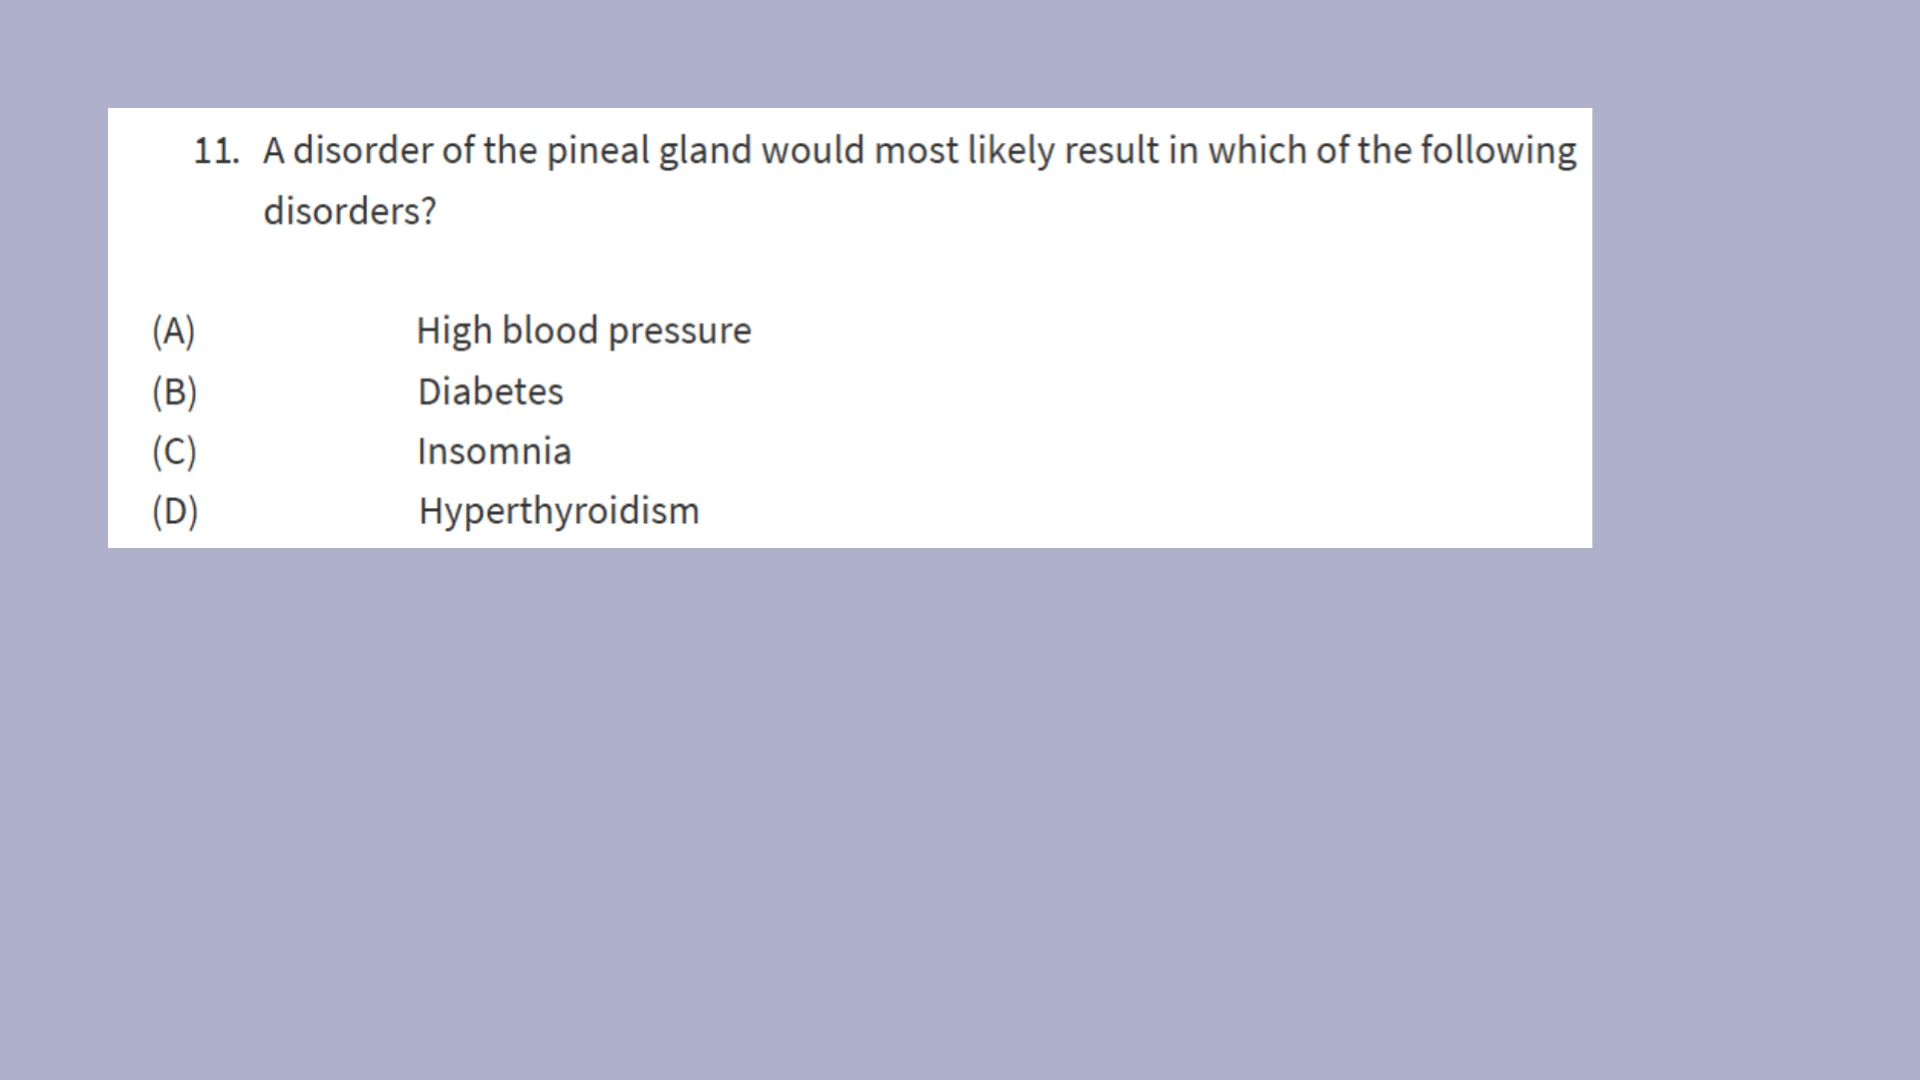 11. A disorder of the pineal gland would most likely result in which of the following
disorders?
(A) High blood pressure
(B) Diabetes
(C) Insomnia
(D) Hyperthyroidism